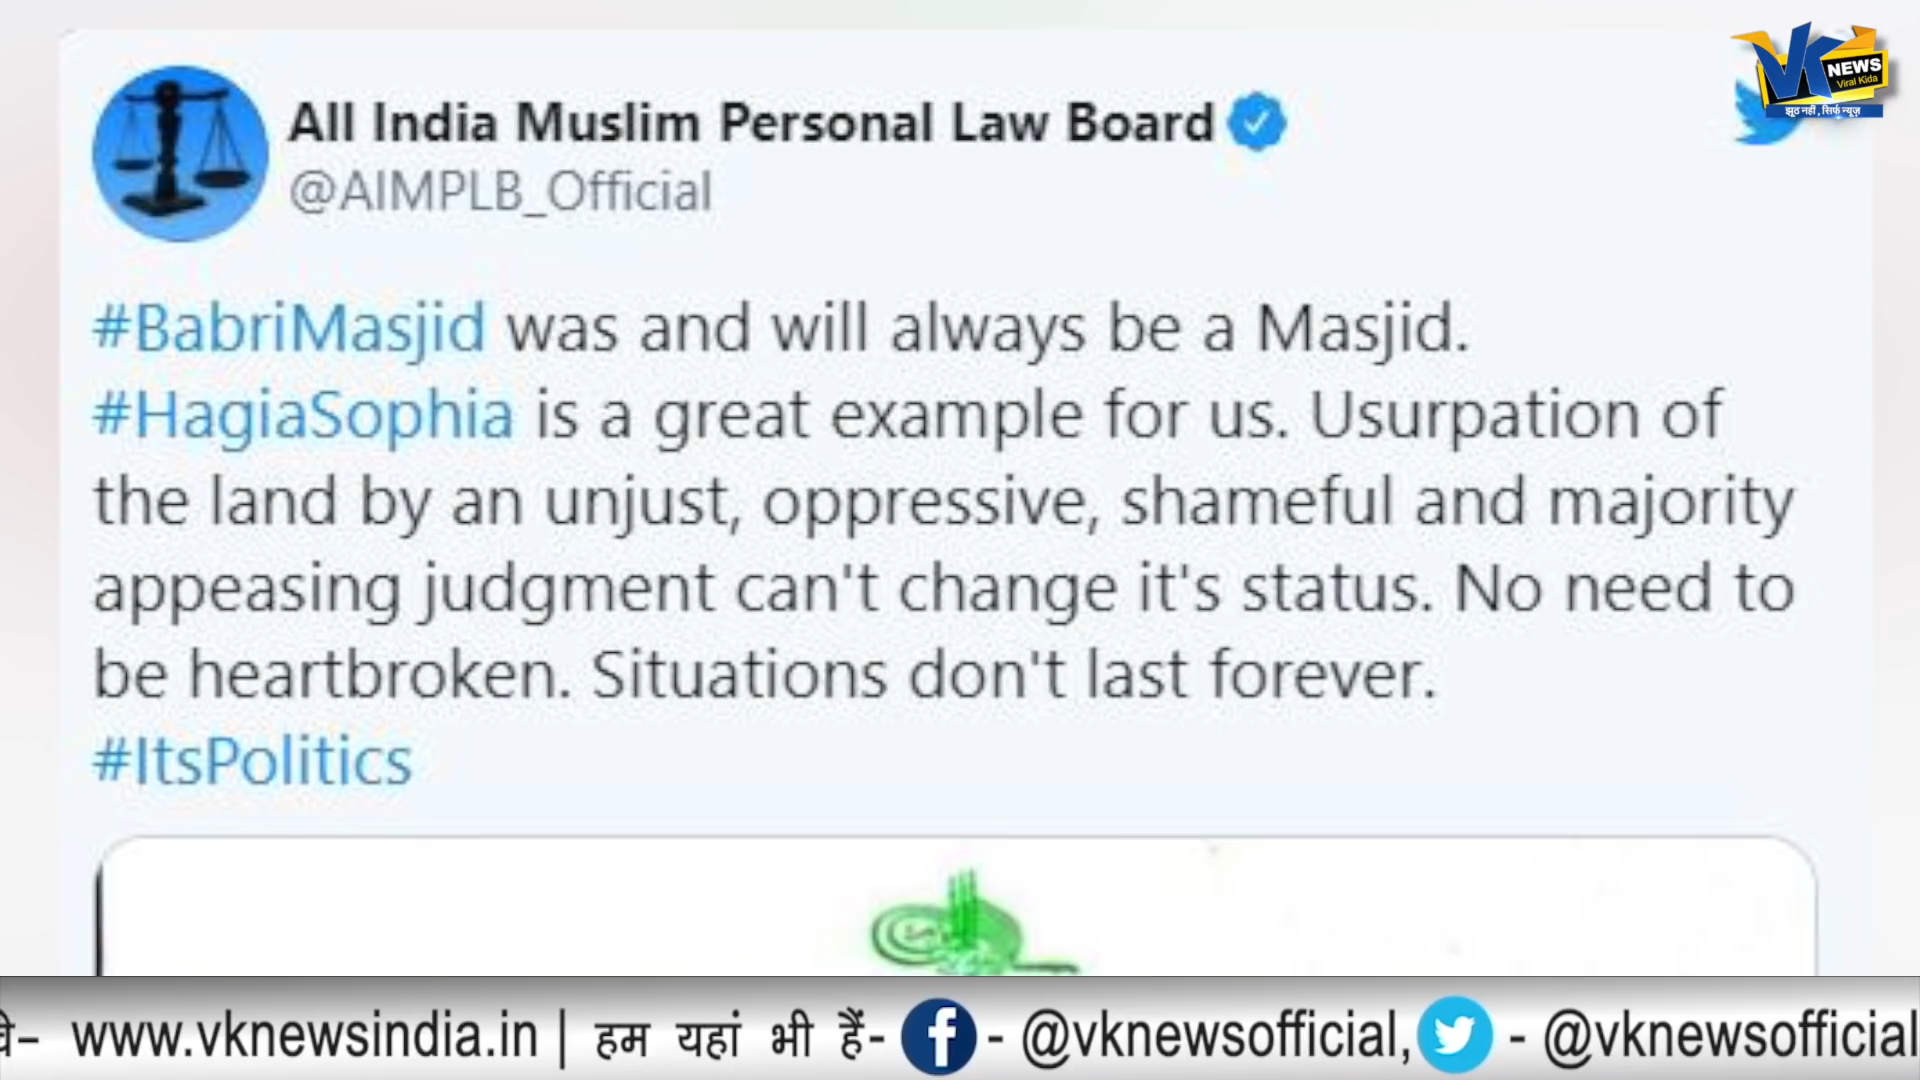 All India Muslim Personal Law Board
@AIMPLB_Official
VK NEWS
Viral Kida
झूठ नहीं, सिर्फ न्यूज़
#BabriMasjid was and will always be a Masjid.
#HagiaSophia is a great example for us. Usurpation of
the land by an unjust, oppressive, shameful and majority
appeasing judgment can't change it's status. No need to
be heartbroken. Situations don't last forever.
#ItsPolitics
www.vknewsindia.in | हम यहां भी हैं- f - @vknewsofficial, - @vknewsofficial